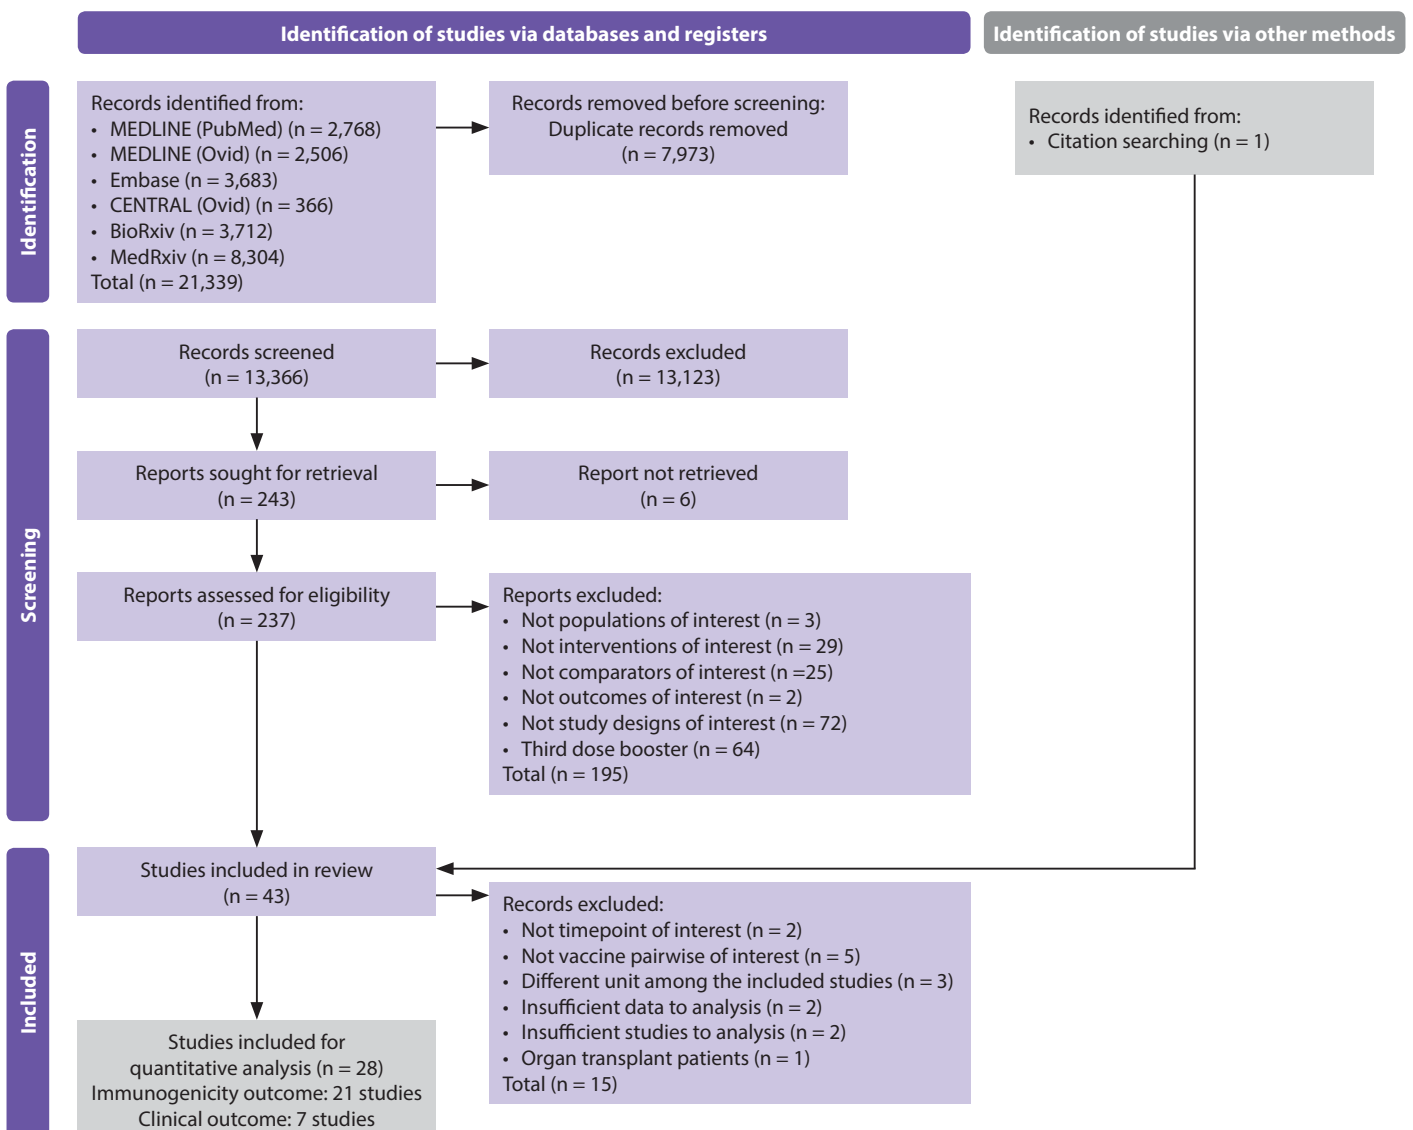 Identification of studies via databases and registers
Identification of studies via other methods
Identification
Records identified from:
• MEDLINE (PubMed) (n = 2,768)
• MEDLINE (Ovid) (n = 2,506)
• Embase (n = 3,683)
• CENTRAL (Ovid) (n = 366)
• BioRxiv (n = 3,712)
• MedRxiv (n = 8,304)
Total (n = 21,339)
Records removed before screening:
Duplicate records removed
(n = 7,973)
Records identified from:
• Citation searching (n = 1)
Screening
Records screened
(n = 13,366)
Records excluded
(n = 13,123)
Reports sought for retrieval
(n = 243)
Report not retrieved
(n = 6)
Reports assessed for eligibility
(n = 237)
Reports excluded:
• Not populations of interest (n = 3)
• Not interventions of interest (n = 29)
• Not comparators of interest (n =25)
• Not outcomes of interest (n = 2)
• Not study designs of interest (n = 72)
• Third dose booster (n = 64)
Total (n = 195)
Included
Studies included in review
(n = 43)
Records excluded:
• Not timepoint of interest (n = 2)
• Not vaccine pairwise of interest (n = 5)
• Different unit among the included studies (n = 3)
• Insufficient data to analysis (n = 2)
• Insufficient studies to analysis (n = 2)
• Organ transplant patients (n = 1)
Total (n = 15)
Studies included for
quantitative analysis (n = 28)
Immunogenicity outcome: 21 studies
Clinical outcome: 7 studies